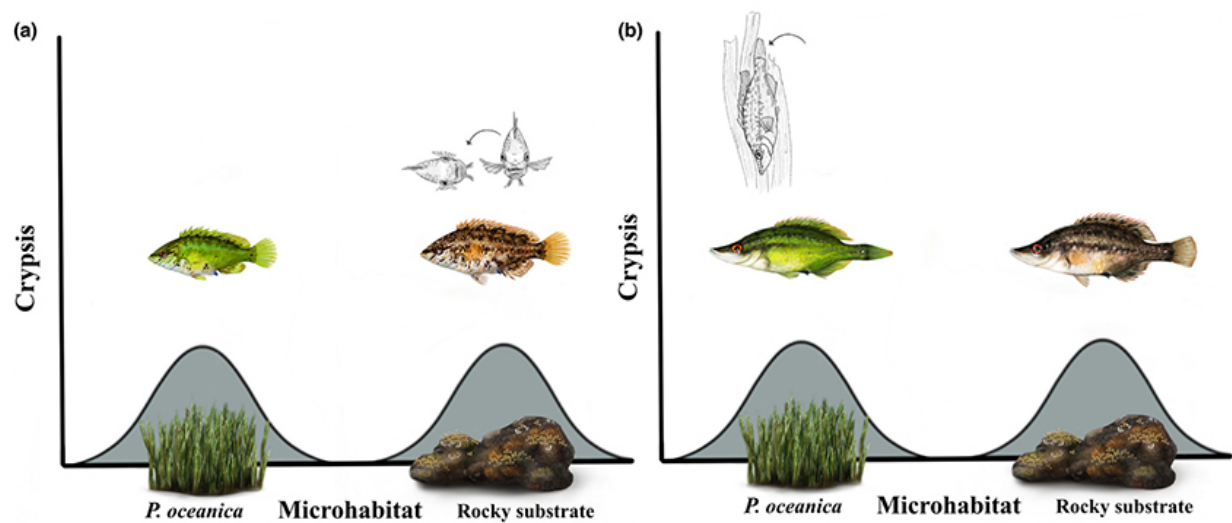 (a)
Crypsis
P. oceanica
Microhabitat
Rocky substrate
(b)
Crypsis
P. oceanica
Microhabitat
Rocky substrate